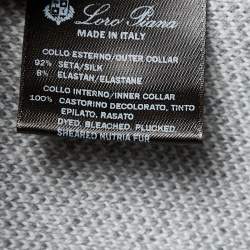 Loro Piana
MADE IN ITALY
COLLO ESTERNO/OUTER COLLAR
92% SETA/SILK
8% ELASTAN/ELASTANE
COLLO INTERNO/INNER COLLAR
100% CASTORINO DECOLORATO, TINTO
EPILATO, RASATO
DYED, BLEACHED, PLUCKED,
SHEARED NUTRIA FUR